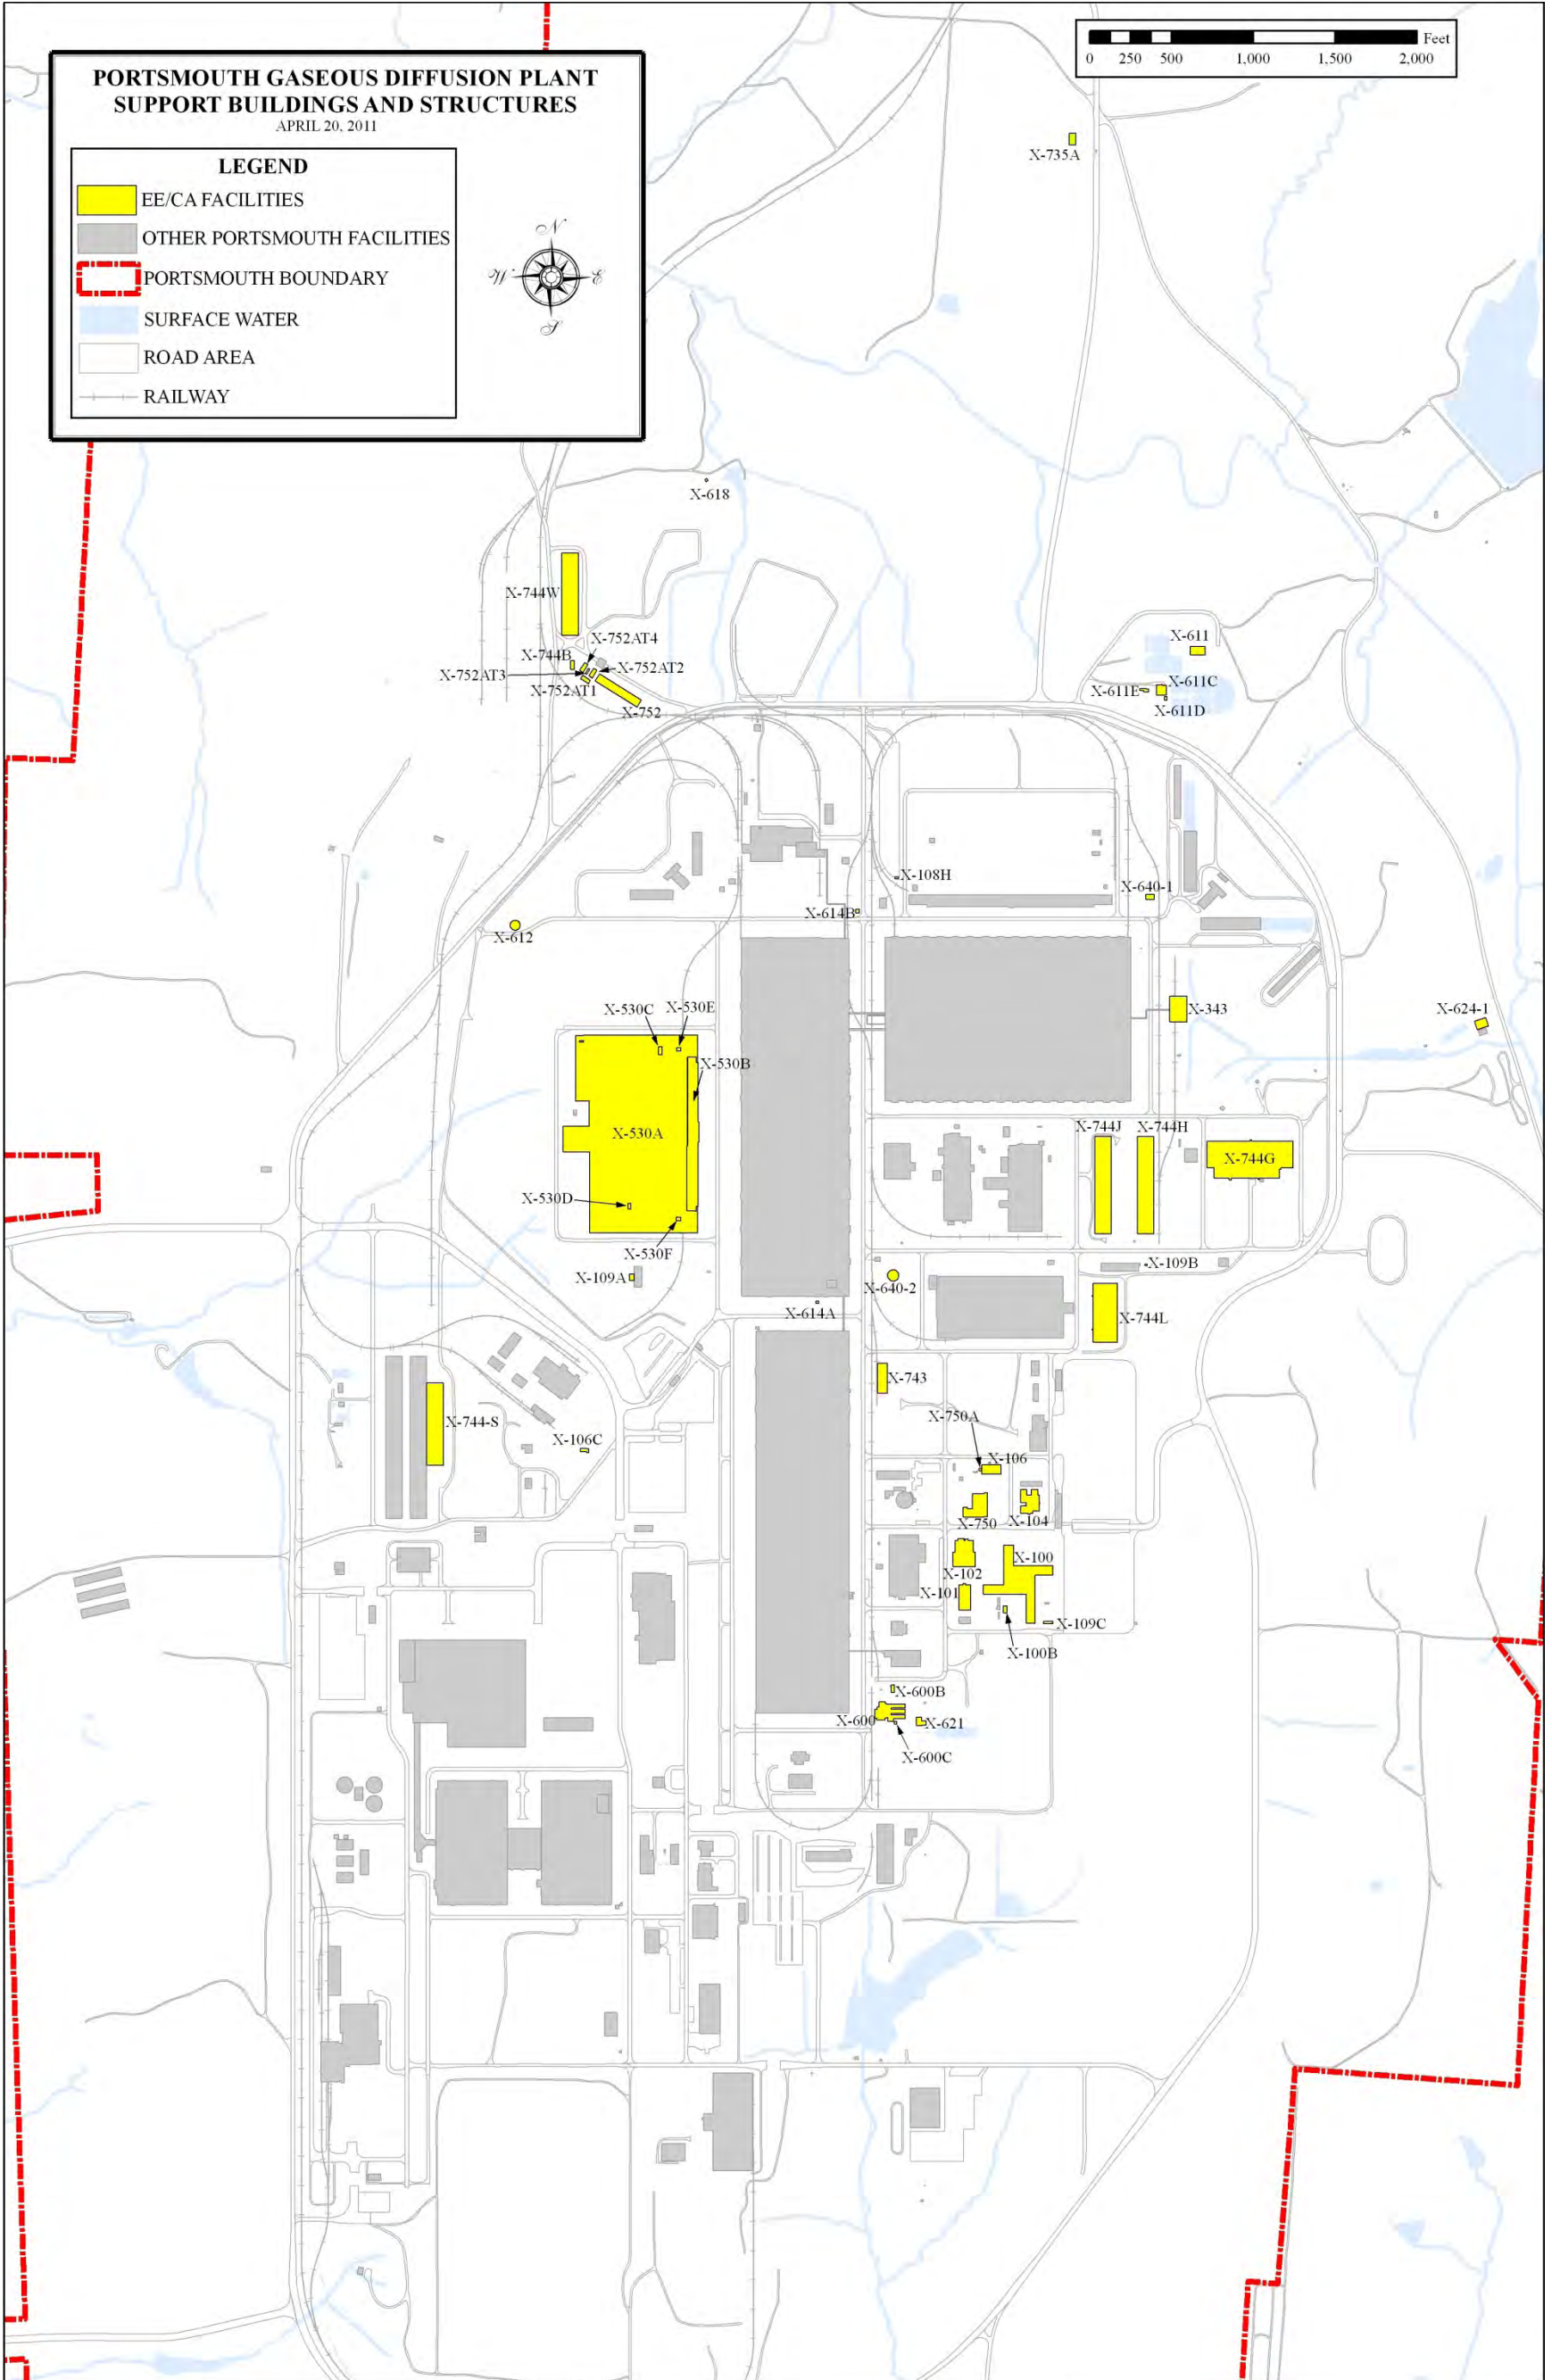 PORTSMOUTH GASEOUS DIFFUSION PLANT
SUPPORT BUILDINGS AND STRUCTURES
APRIL 20, 2011
LEGEND
EE/CA FACILITIES
OTHER PORTSMOUTH FACILITIES
PORTSMOUTH BOUNDARY
SURFACE WATER
ROAD AREA
RAILWAY
N
W
E
S
Feet
0 250 500 1,000 1,500 2,000
X-735A
X-618
X-744W
X-752AT4
X-744B
X-752AT2
X-752AT3
X-752AT1
X-752
X-611
X-611C
X-611E
X-611D
X-108H
X-640-1
X-614B
X-612
X-343
X-624-1
X-530C
X-530E
X-530B
X-530A
X-744J
X-744H
X-744G
X-530D
X-530F
X-109B
X-109A
X-640-2
X-614A
X-744L
X-743
X-744-S
X-750A
X-106C
X-106
X-750
X-104
X-100
X-102
X-101
X-109C
X-100B
X-600B
X-600
X-621
X-600C